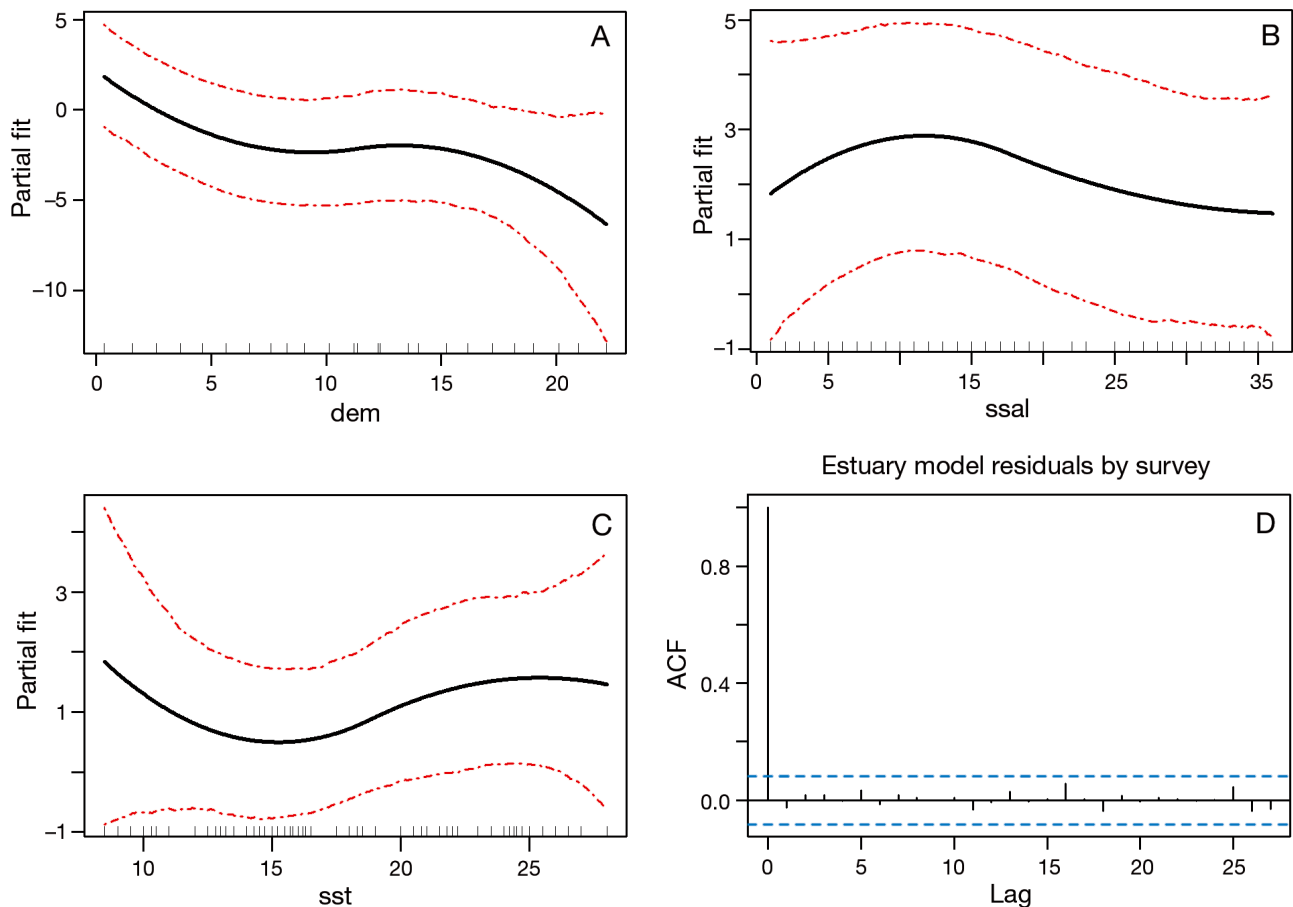 A
5
0
−5
−10
Partial fit
0 5 10 15 20
dem
B
5
3
1
−1
Partial fit
0 5 15 25 35
ssal
C
3
1
−1
Partial fit
10 15 20 25
sst
Estuary model residuals by survey
D
0.8
0.4
0.0
ACF
0 5 10 15 20 25
Lag